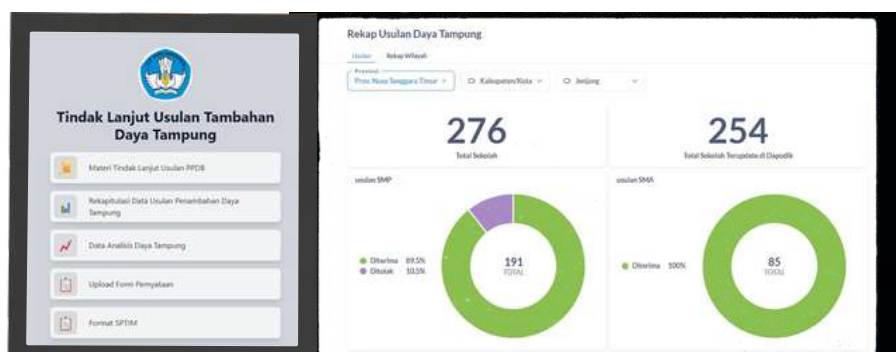 Tindak Lanjut Usulan Tambahan
Daya Tampung
Materi Tindak Lanjut Usulan PPDB
Rekapitulasi Data Usulan Penambahan Daya
Tampung
Data Analisis Daya Tampung
Upload Form Pernyataan
Format SPTJM
Rekap Usulan Daya Tampung
Usulan Rekap Wilayah
Provinsi
Prov. Nusa Tenggara Timur Kabupaten/Kota Jenjang
276
Total Sekolah
254
Total Sekolah Terupdate di Dapodik
usulan SMP
Diterima 89.5%
Ditolak 10.5%
191
TOTAL
usulan SMA
Diterima 100%
85
TOTAL